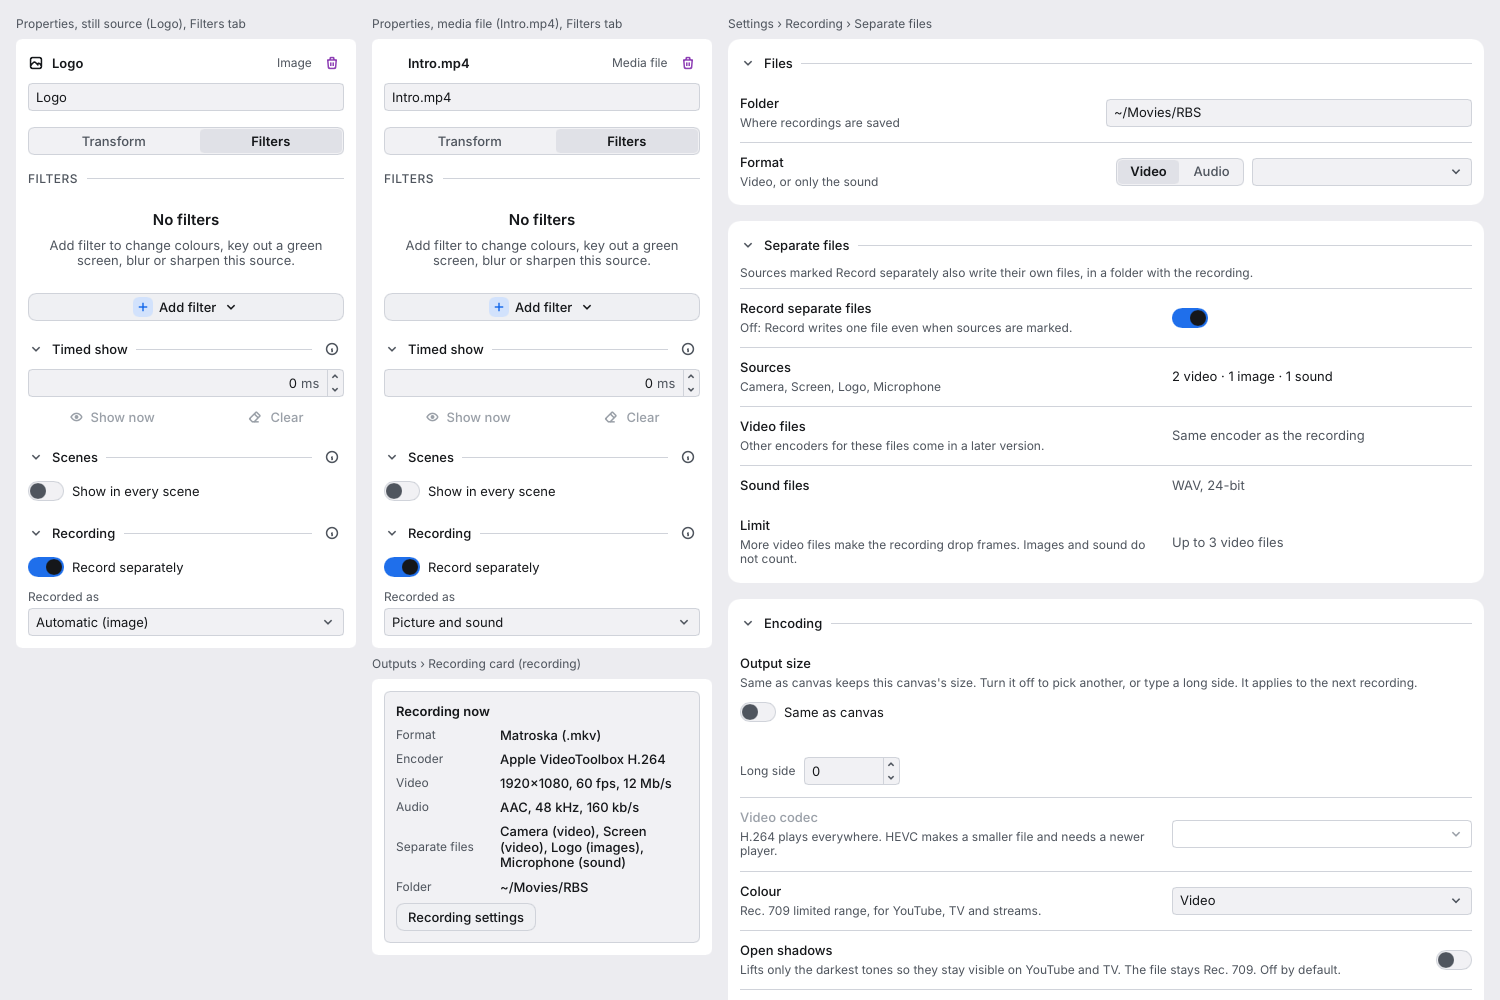 Properties, still source (Logo), Filters tab
Logo
Image
Logo
Transform
Filters
FILTERS
No filters
Add filter to change colours, key out a green
screen, blur or sharpen this source.
Add filter
Timed show
0 ms
Show now
Clear
Scenes
Show in every scene
Recording
Record separately
Recorded as
Automatic (image)
Properties, media file (Intro.mp4), Filters tab
Intro.mp4
Media file
Intro.mp4
Transform
Filters
FILTERS
No filters
Add filter to change colours, key out a green
screen, blur or sharpen this source.
Add filter
Timed show
0 ms
Show now
Clear
Scenes
Show in every scene
Recording
Record separately
Recorded as
Picture and sound
Outputs › Recording card (recording)
Recording now
Format
Matroska (.mkv)
Encoder
Apple VideoToolbox H.264
Video
1920×1080, 60 fps, 12 Mb/s
Audio
AAC, 48 kHz, 160 kb/s
Separate files
Camera (video), Screen
(video), Logo (images),
Microphone (sound)
Folder
~/Movies/RBS
Recording settings
Settings › Recording › Separate files
Files
Folder
Where recordings are saved
~/Movies/RBS
Format
Video, or only the sound
Video
Audio
Separate files
Sources marked Record separately also write their own files, in a folder with the recording.
Record separate files
Off: Record writes one file even when sources are marked.
Sources
Camera, Screen, Logo, Microphone
2 video · 1 image · 1 sound
Video files
Other encoders for these files come in a later version.
Same encoder as the recording
Sound files
WAV, 24-bit
Limit
More video files make the recording drop frames. Images and sound do
not count.
Up to 3 video files
Encoding
Output size
Same as canvas keeps this canvas's size. Turn it off to pick another, or type a long side. It applies to the next recording.
Same as canvas
Long side
0
Video codec
H.264 plays everywhere. HEVC makes a smaller file and needs a newer
player.
Colour
Rec. 709 limited range, for YouTube, TV and streams.
Video
Open shadows
Lifts only the darkest tones so they stay visible on YouTube and TV. The file stays Rec. 709. Off by default.